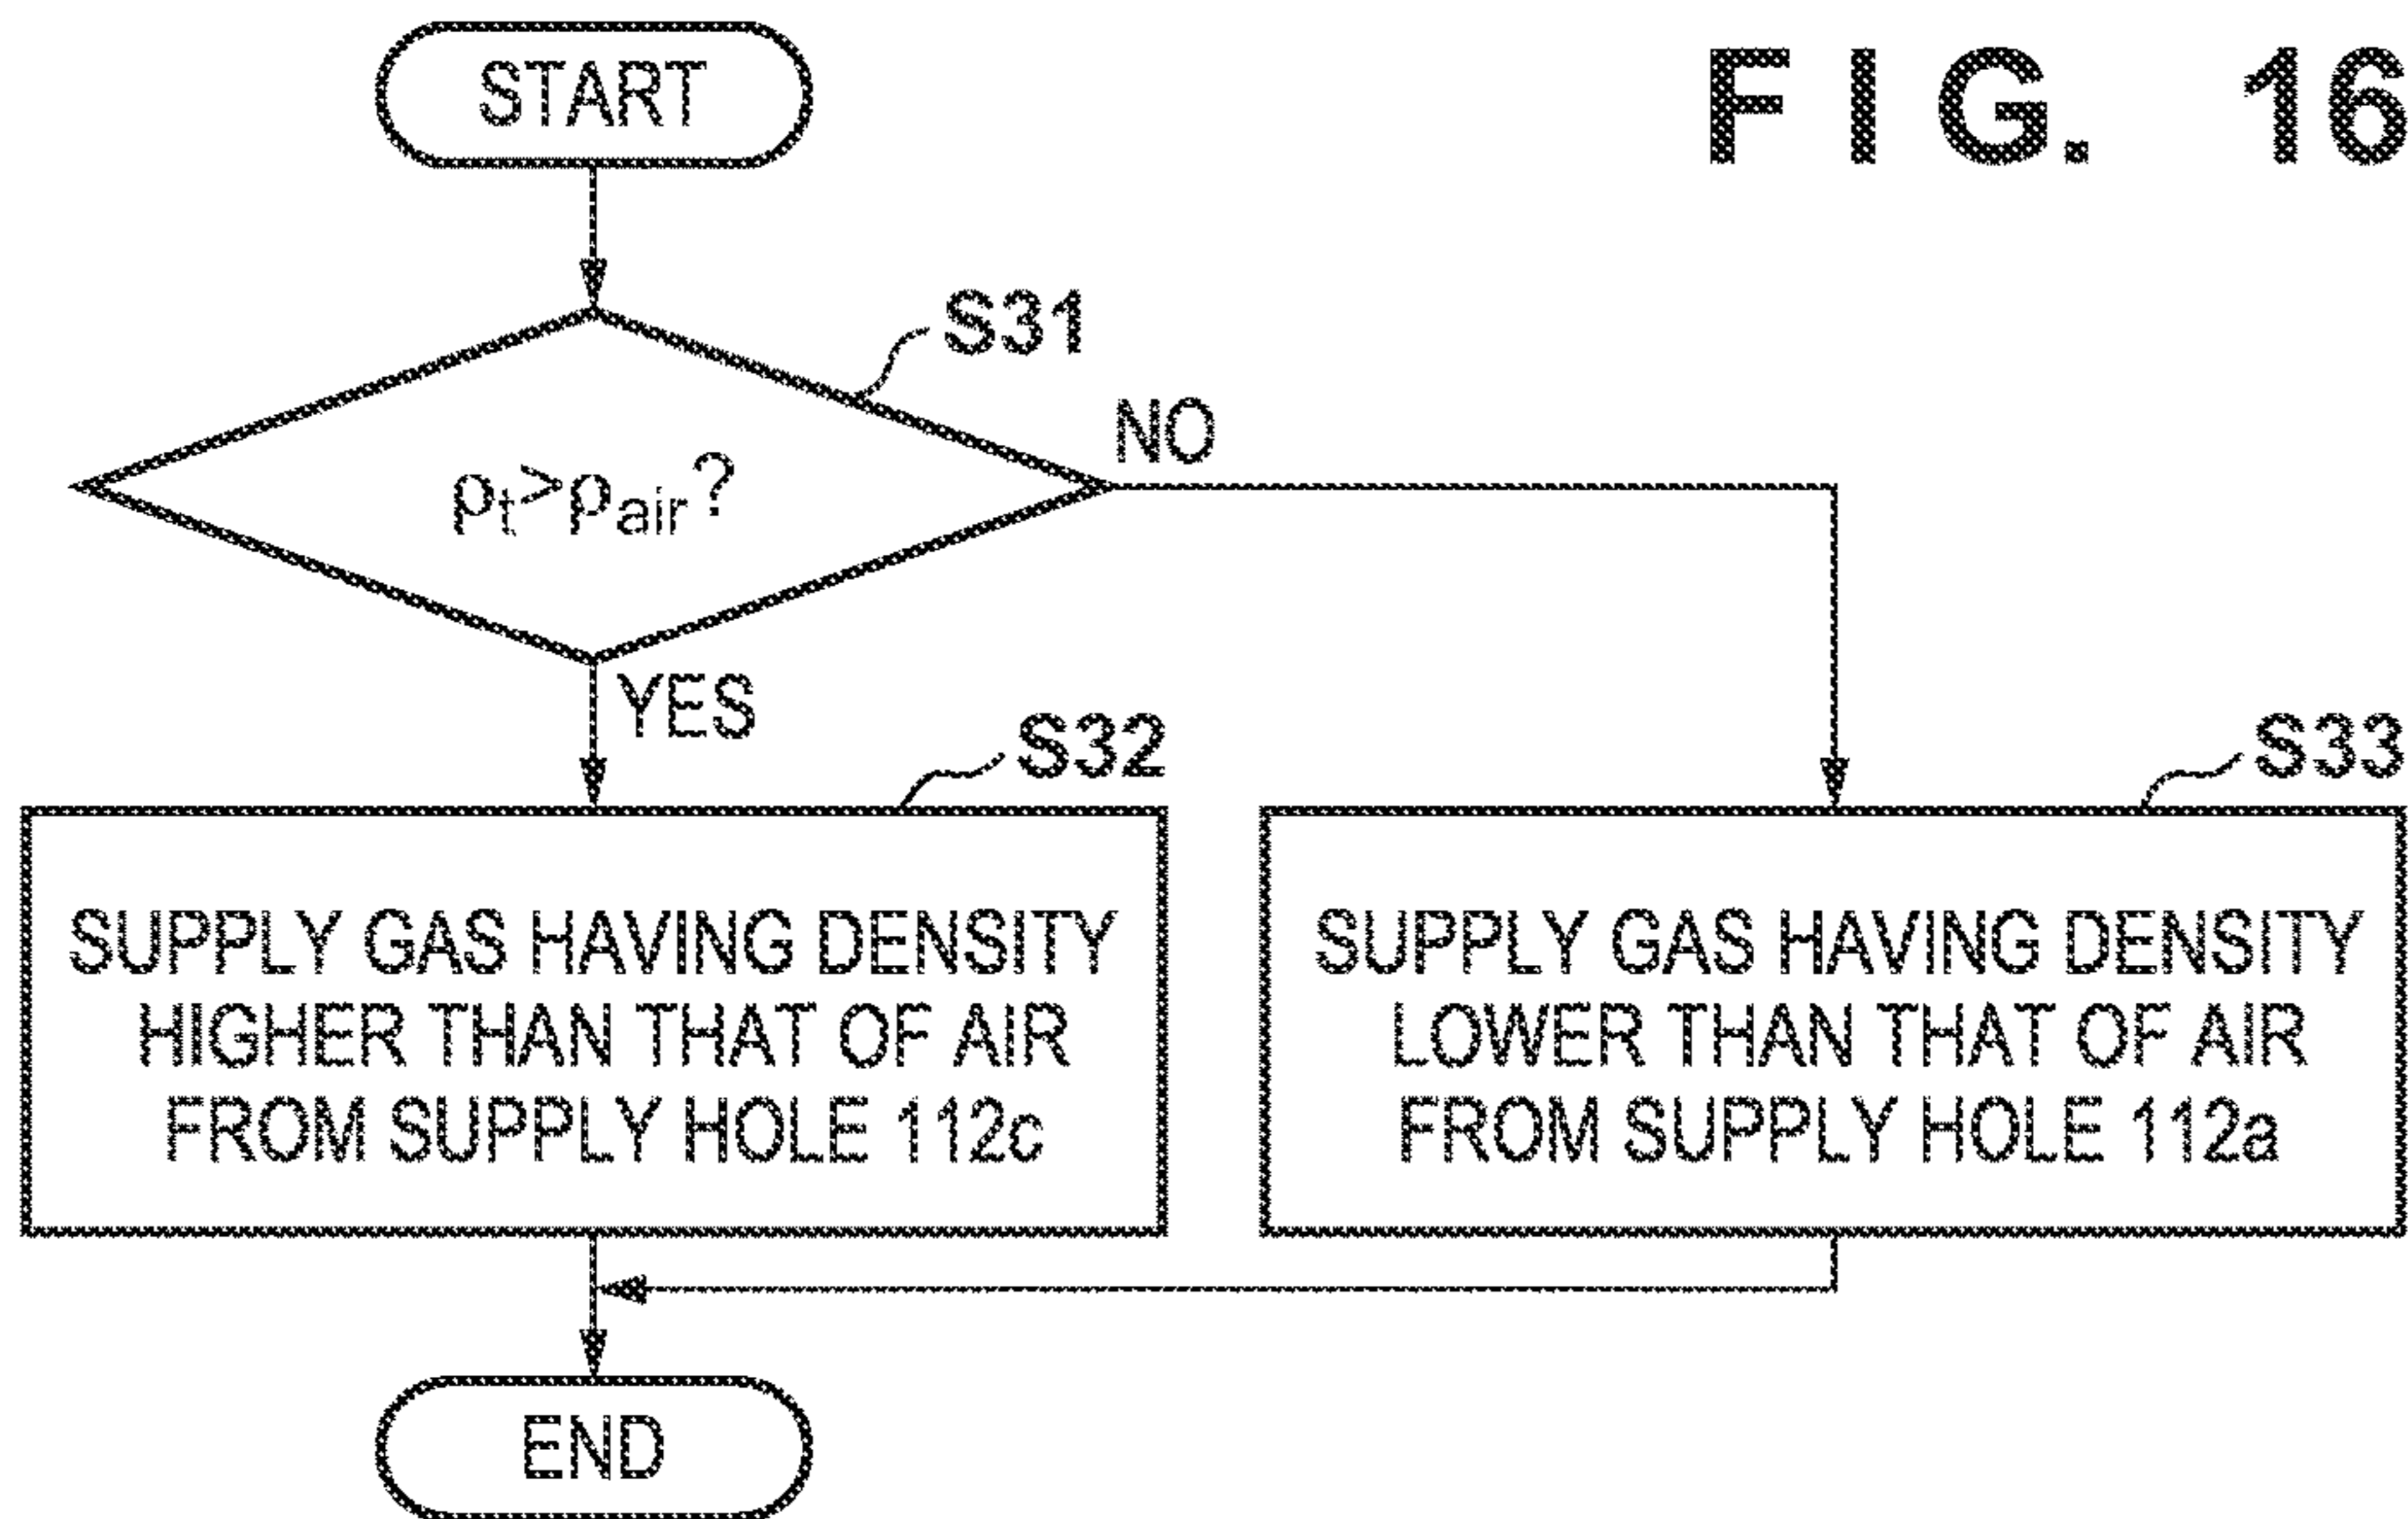 FIG. 16
START
S31
ρt>ρair?
NO
YES
S32
SUPPLY GAS HAVING DENSITY
HIGHER THAN THAT OF AIR
FROM SUPPLY HOLE 112c
S33
SUPPLY GAS HAVING DENSITY
LOWER THAN THAT OF AIR
FROM SUPPLY HOLE 112a
END